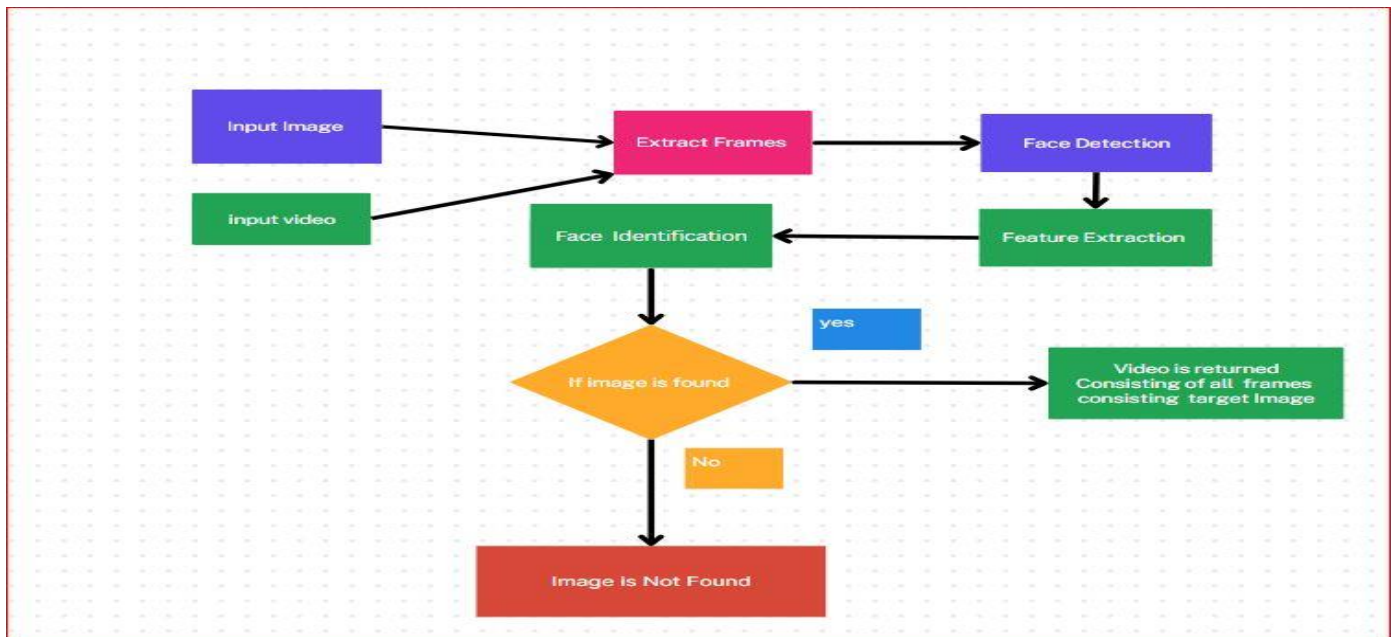 Input Image
Extract Frames
Face Detection
input video
Face Identification
Feature Extraction
yes
If image is found
Video is returned
Consisting of all frames
consisting target Image
No
Image is Not Found